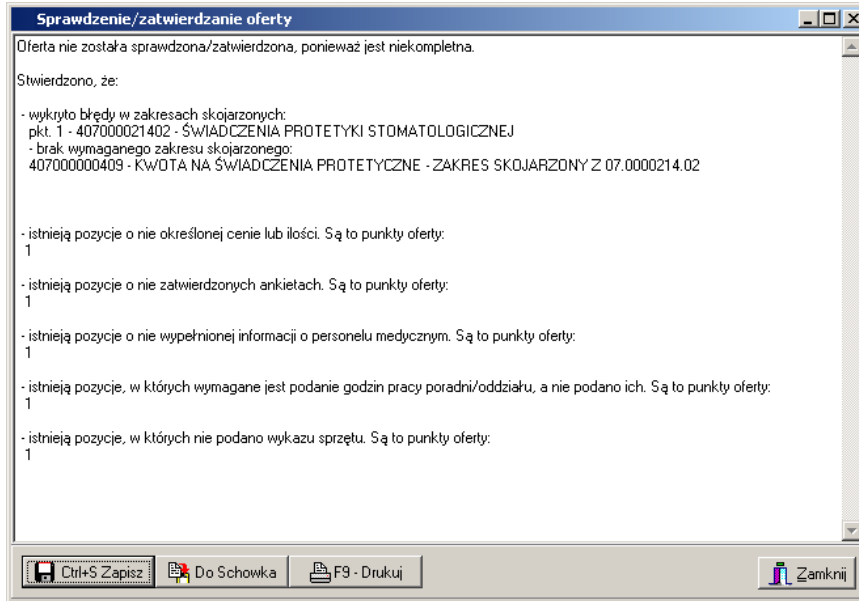 Sprawdzenie/zatwierdzanie oferty
Oferta nie została sprawdzona/zatwierdzona, ponieważ jest niekompletna.
Stwierdzono, że:
- wykryto błędy w zakresach skojarzonych:
pkt. 1 - 407000021402 - ŚWIADCZENIA PROTETYKI STOMATOLOGICZNEJ
- brak wymaganego zakresu skojarzonego:
407000000409 - KWOTA NA ŚWIADCZENIA PROTETYCZNE - ZAKRES SKOJARZONY Z 07.0000214.02
- istnieją pozycje o nie określonej cenie lub ilości. Są to punkty oferty:
1
- istnieją pozycje o nie zatwierdzonych ankietach. Są to punkty oferty:
1
- istnieją pozycje o nie wypełnionej informacji o personelu medycznym. Są to punkty oferty:
1
- istnieją pozycje, w których wymagane jest podanie godzin pracy poradni/oddziału, a nie podano ich. Są to punkty oferty:
1
- istnieją pozycje, w których nie podano wykazu sprzętu. Są to punkty oferty:
1
Ctrl+S Zapisz Do Schowka F9 - Drukuj Zamknij